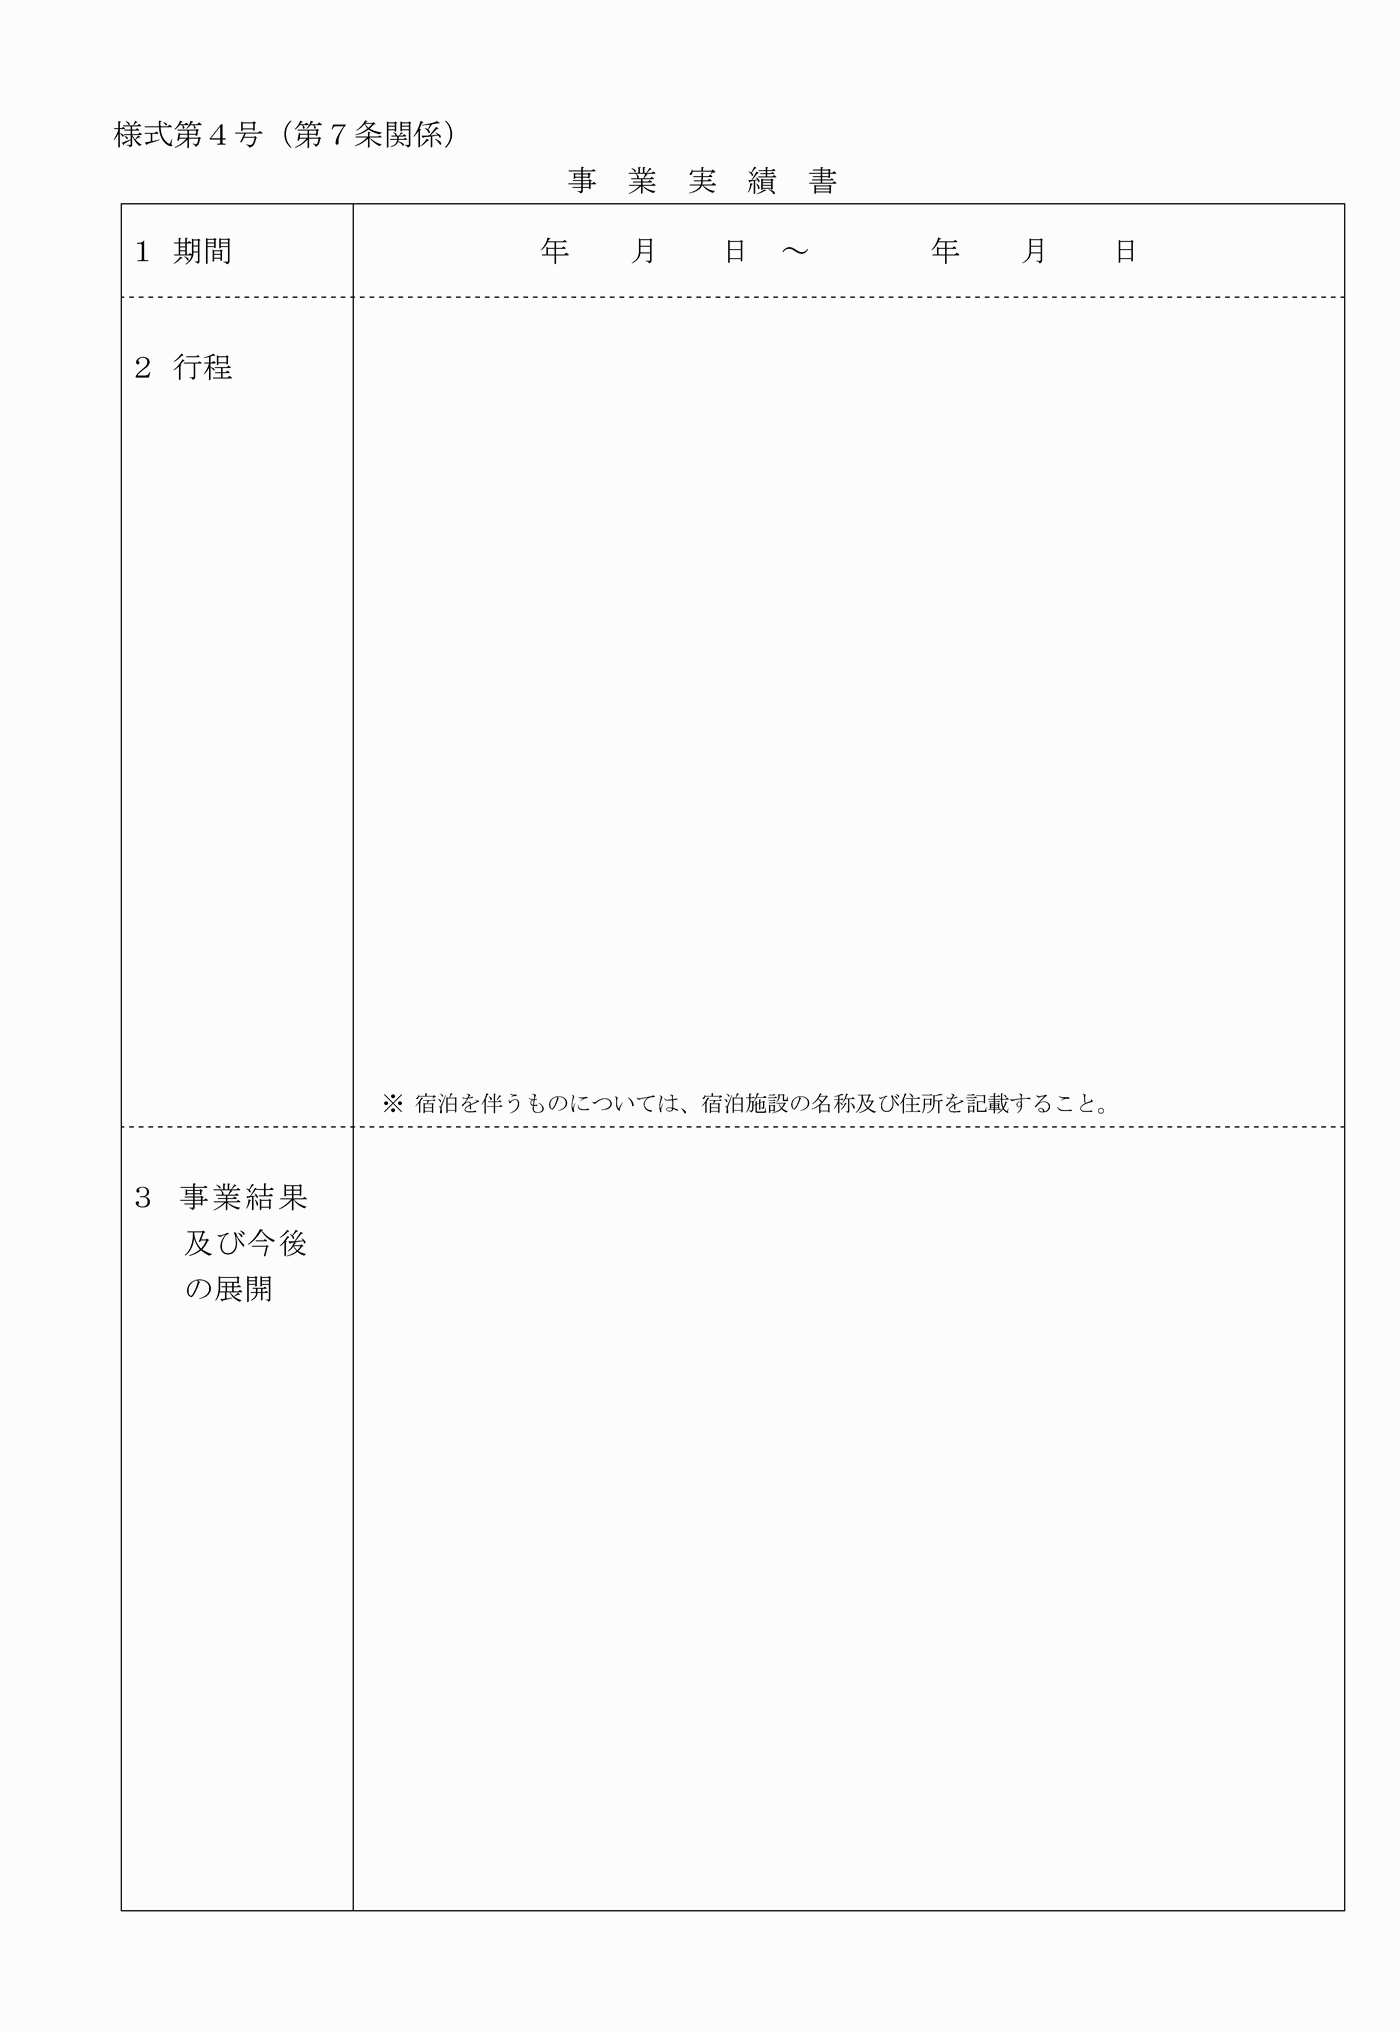 様式第４号（第７条関係）
事　業　実　績　書
１　期間
年　　月　　日　～　　　　年　　月　　日
２　行程
※ 宿泊を伴うものについては、宿泊施設の名称及び住所を記載すること。
３　事業結果
及び今後
の展開